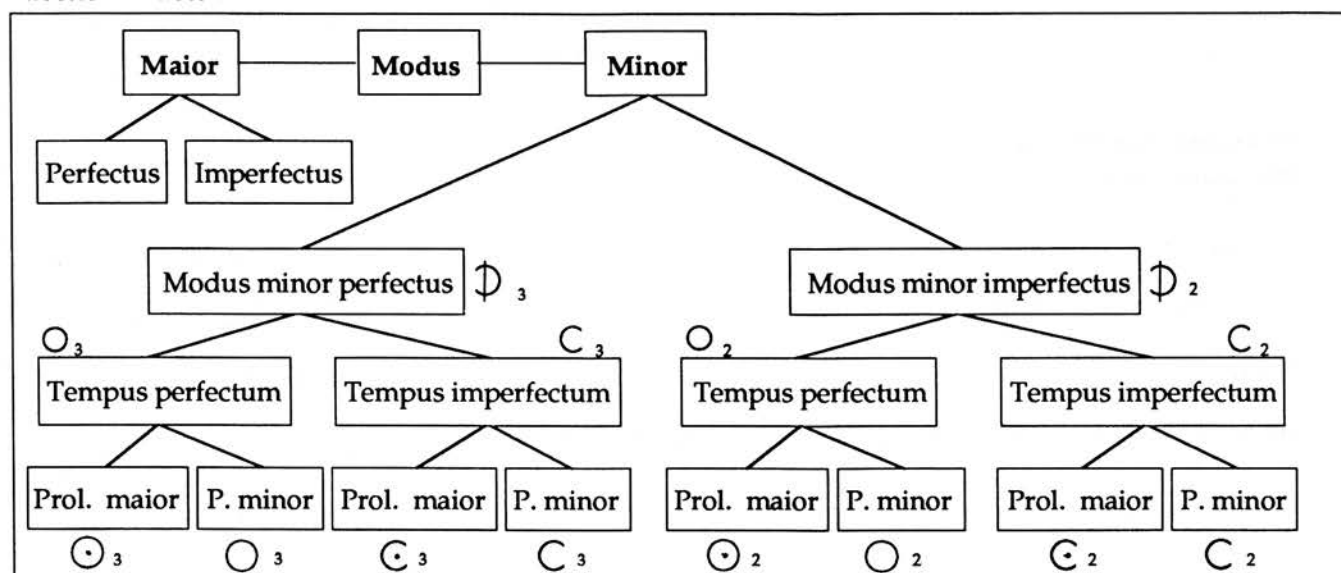 Maior Modus Minor
Perfectus Imperfectus
Modus minor perfectus 3 Modus minor imperfectus 2
3 3 2 2
Tempus perfectum Tempus imperfectum Tempus perfectum Tempus imperfectum
Prol. maior P. minor Prol. maior P. minor Prol. maior P. minor Prol. maior P. minor
3 3 3 3 2 2 2 2